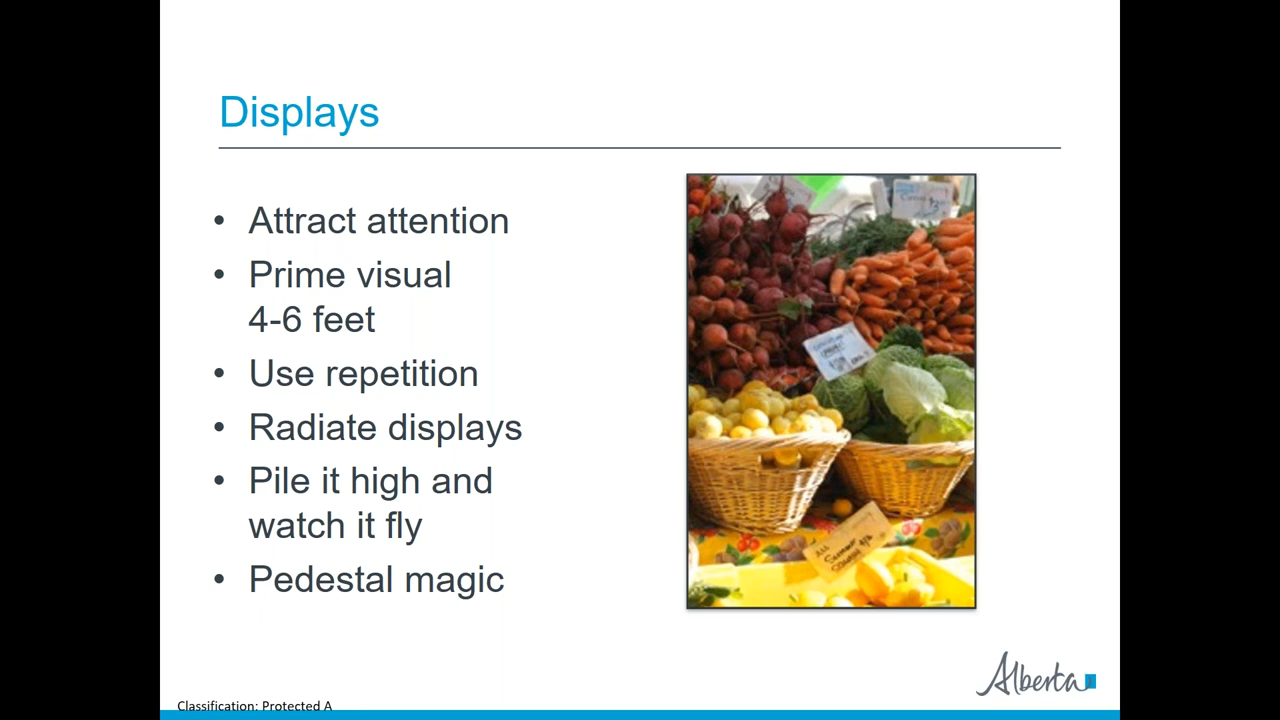 Displays
• Attract attention
• Prime visual
4-6 feet
• Use repetition
• Radiate displays
• Pile it high and
watch it fly
• Pedestal magic
Alberta
Classification: Protected A